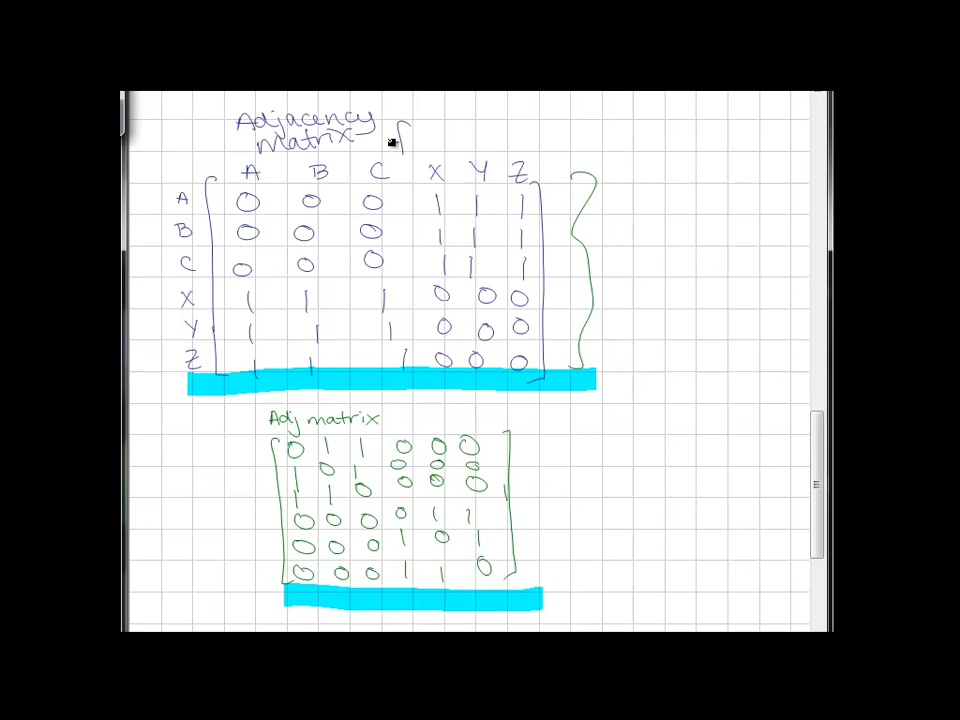 Adjacency
matrix
A B C X Y Z
A 0 0 0 1 1 1
B 0 0 0 1 1 1
C 0 0 0 1 1 1
X 1 1 1 0 0 0
Y 1 1 1 0 0 0
Z 1 1 1 0 0 0
Adj matrix
0 1 1 0 0 0
1 0 1 0 0 0
1 1 0 0 0 0
0 0 0 0 1 1
0 0 0 1 0 1
0 0 0 1 1 0